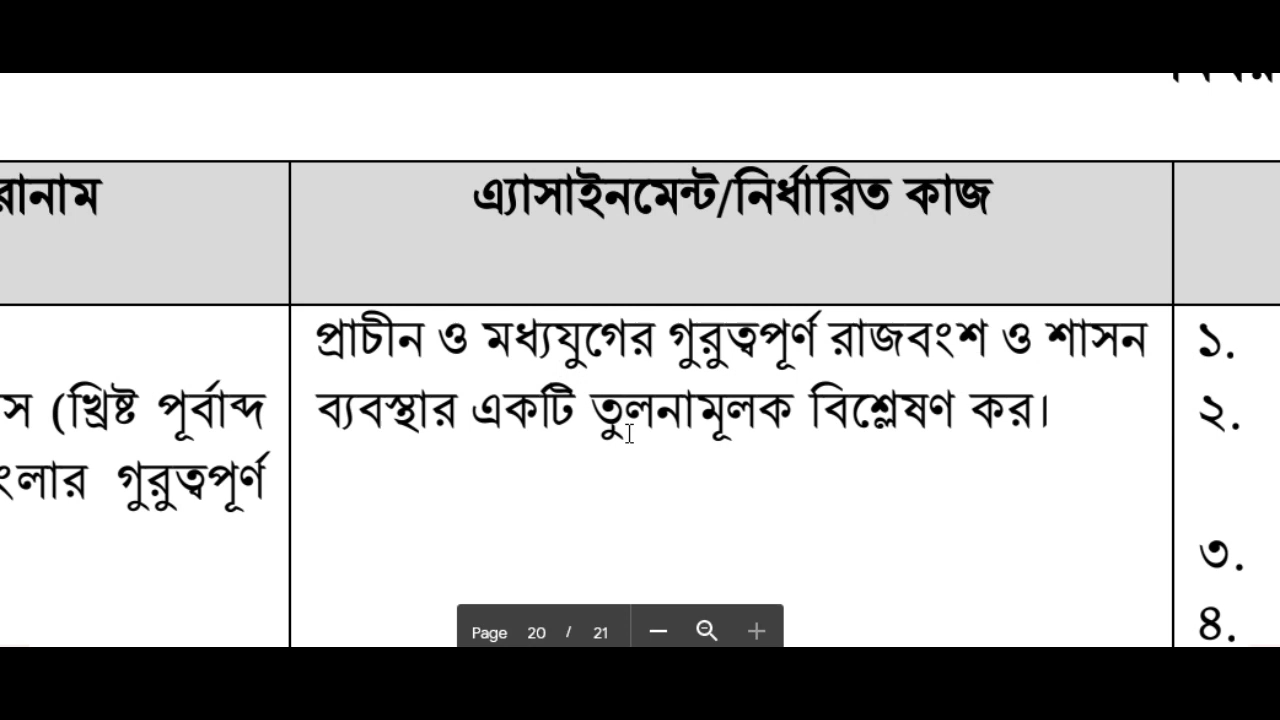 এ্যাসাইনমেন্ট/নির্ধারিত কাজ
প্রাচীন ও মধ্যযুগের গুরুত্বপূর্ণ রাজবংশ ও শাসন
ব্যবস্থার একটি তুলনামূলক বিশ্লেষণ কর।
(খ্রিষ্ট পূর্বাব্দ
গুরুত্বপূর্ণ
১.
২.
৩.
৪.
Page 20 / 21